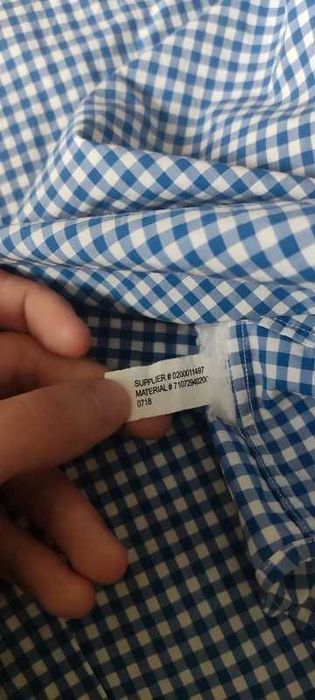 SUPPLIER # 0200011497
MATERIAL # 7107294020
0718